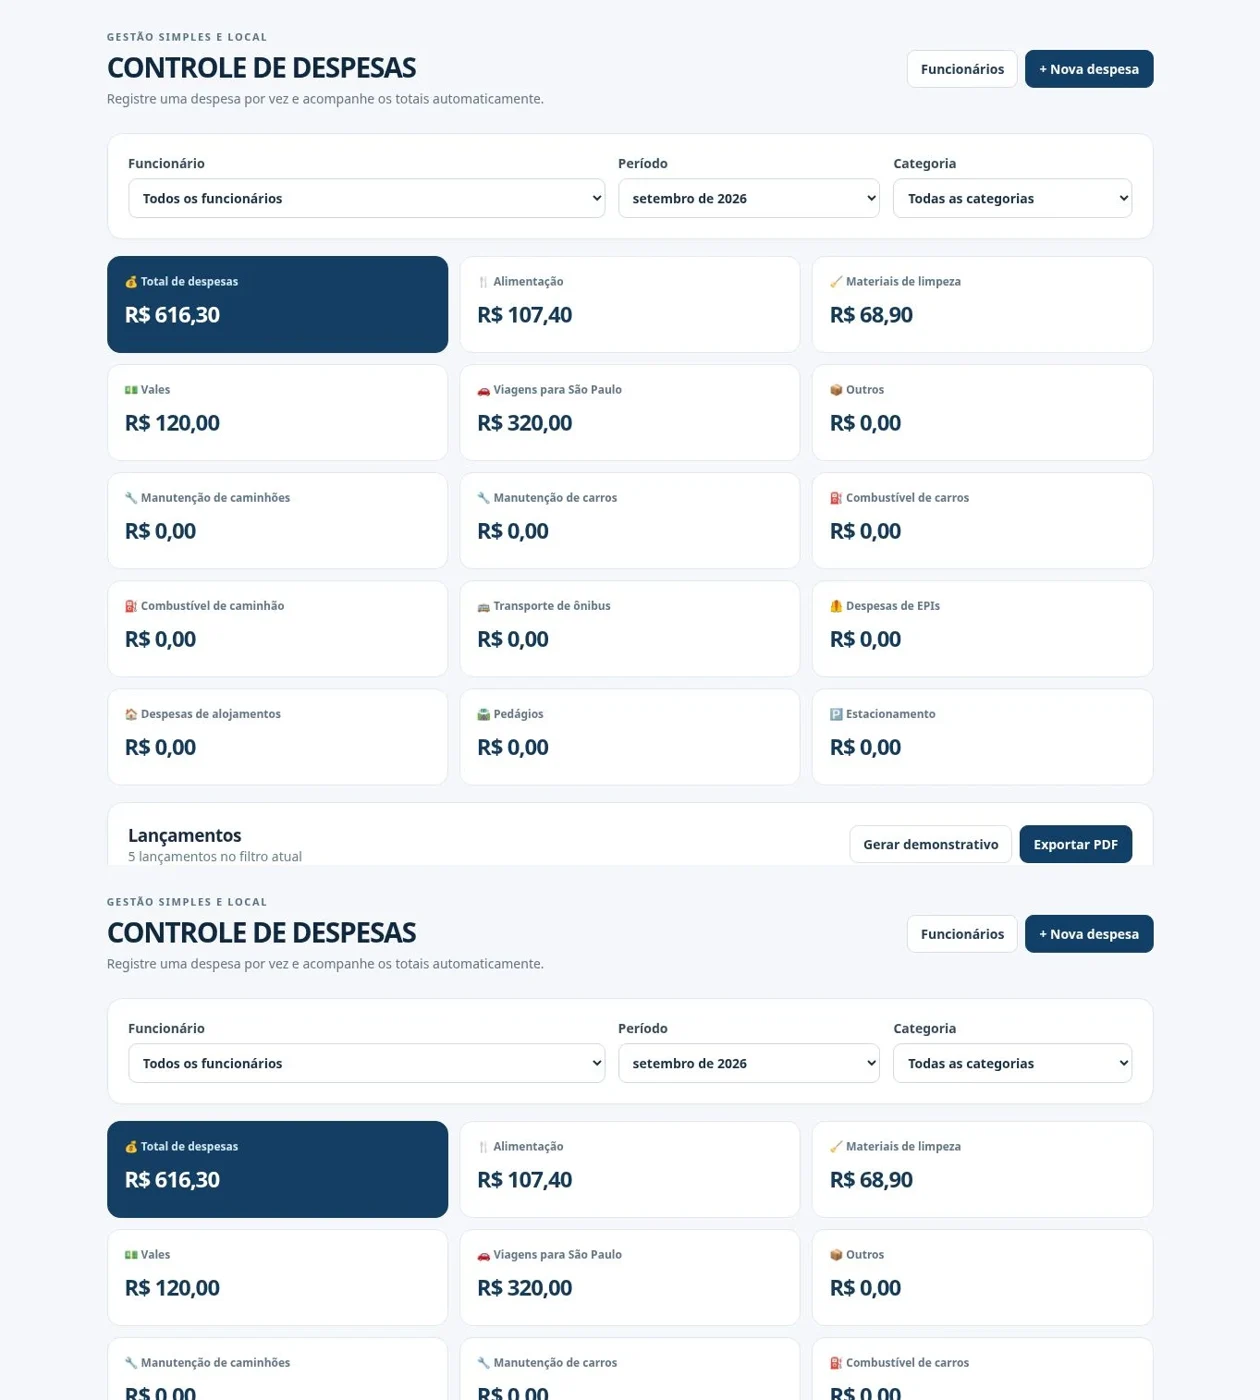 GESTÃO SIMPLES E LOCAL
CONTROLE DE DESPESAS
Registre uma despesa por vez e acompanhe os totais automaticamente.
Funcionários
+ Nova despesa
Funcionário
Período
Categoria
Todos os funcionários
setembro de 2026
Todas as categorias
Total de despesas
R$ 616,30
Alimentação
R$ 107,40
Materiais de limpeza
R$ 68,90
Vales
R$ 120,00
Viagens para São Paulo
R$ 320,00
Outros
R$ 0,00
Manutenção de caminhões
R$ 0,00
Manutenção de carros
R$ 0,00
Combustível de carros
R$ 0,00
Combustível de caminhão
R$ 0,00
Transporte de ônibus
R$ 0,00
Despesas de EPIs
R$ 0,00
Despesas de alojamentos
R$ 0,00
Pedágios
R$ 0,00
Estacionamento
R$ 0,00
Lançamentos
5 lançamentos no filtro atual
Gerar demonstrativo
Exportar PDF
GESTÃO SIMPLES E LOCAL
CONTROLE DE DESPESAS
Registre uma despesa por vez e acompanhe os totais automaticamente.
Funcionários
+ Nova despesa
Funcionário
Período
Categoria
Todos os funcionários
setembro de 2026
Todas as categorias
Total de despesas
R$ 616,30
Alimentação
R$ 107,40
Materiais de limpeza
R$ 68,90
Vales
R$ 120,00
Viagens para São Paulo
R$ 320,00
Outros
R$ 0,00
Manutenção de caminhões
R$ 0,00
Manutenção de carros
R$ 0,00
Combustível de carros
R$ 0,00